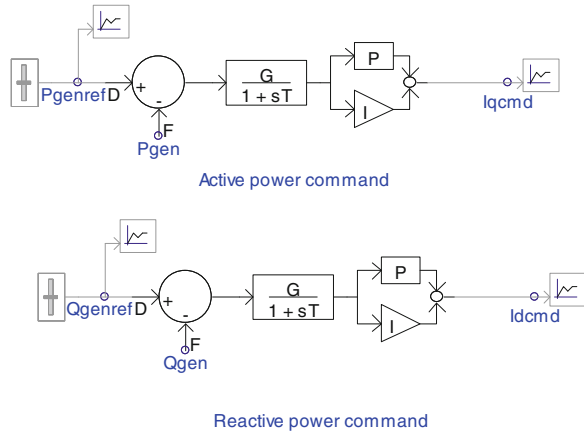 G
P
PgenrefD
+
1 + sT
Iqcmd
-
I
F
Pgen
Active power command
G
P
QgenrefD
+
1 + sT
Idcmd
-
I
F
Qgen
Reactive power command